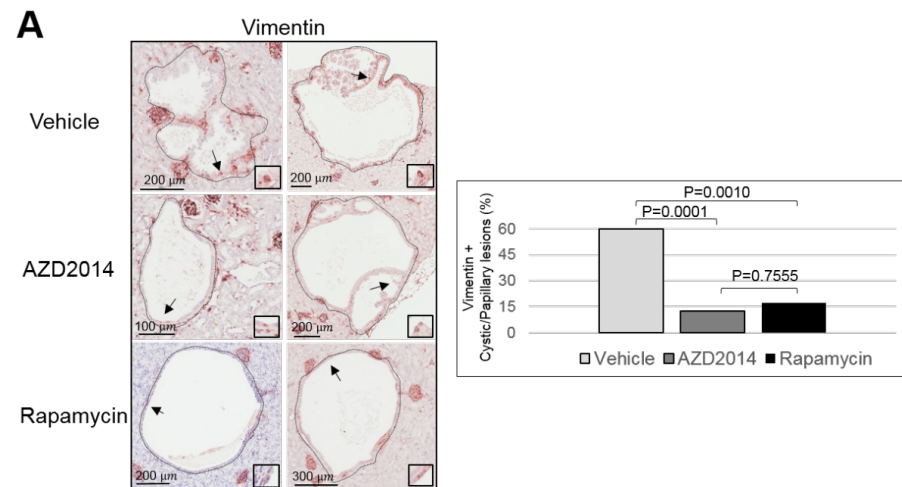 A
Vimentin
Vehicle
200 μm
200 μm
AZD2014
100 μm
200 μm
Rapamycin
200 μm
300 μm
P=0.0010
P=0.0001
P=0.7555
Vimentin +
Cystic/Papillary lesions (%)
60
45
30
15
0
Vehicle AZD2014 Rapamycin